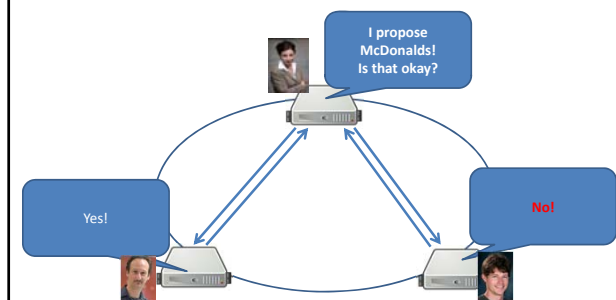 I propose
McDonalds!
Is that okay?
Yes!
No!